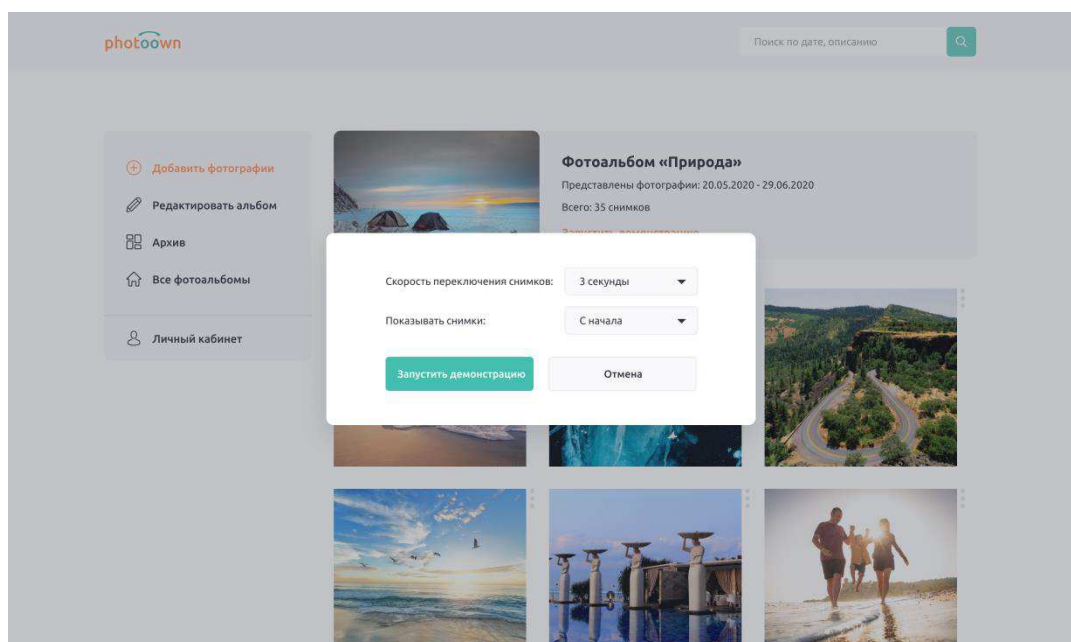 photoown
Поиск по дате, описанию
Добавить фотографии
Редактировать альбом
Архив
Все фотоальбомы
Личный кабинет
Фотоальбом «Природа»
Представлены фотографии: 20.05.2020 - 29.06.2020
Всего: 35 снимков
Запустить демонстрацию
Скорость переключения снимков: 3 секунды
Показывать снимки: С начала
Запустить демонстрацию Отмена